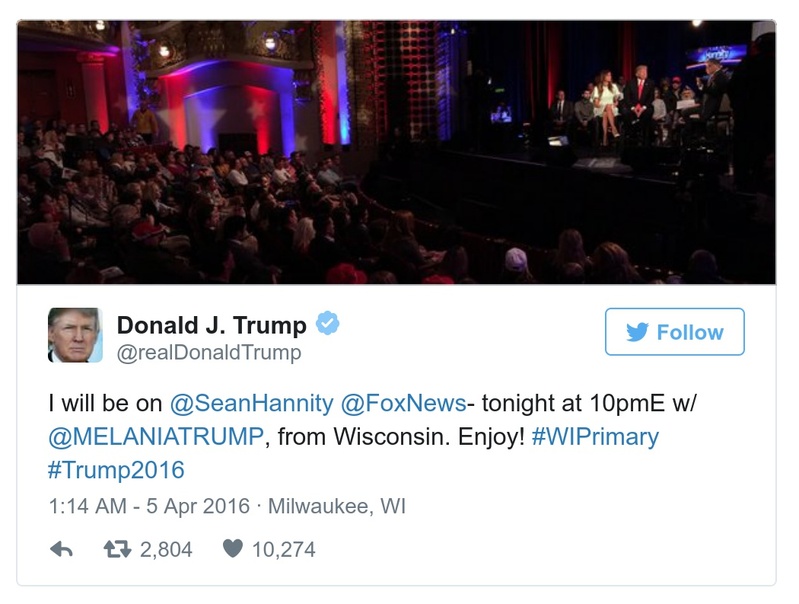 Donald J. Trump
@realDonaldTrump
Follow
I will be on @SeanHannity @FoxNews- tonight at 10pmE w/
@MELANIATRUMP, from Wisconsin. Enjoy! #WIPrimary
#Trump2016
1:14 AM - 5 Apr 2016 · Milwaukee, WI
2,804 10,274